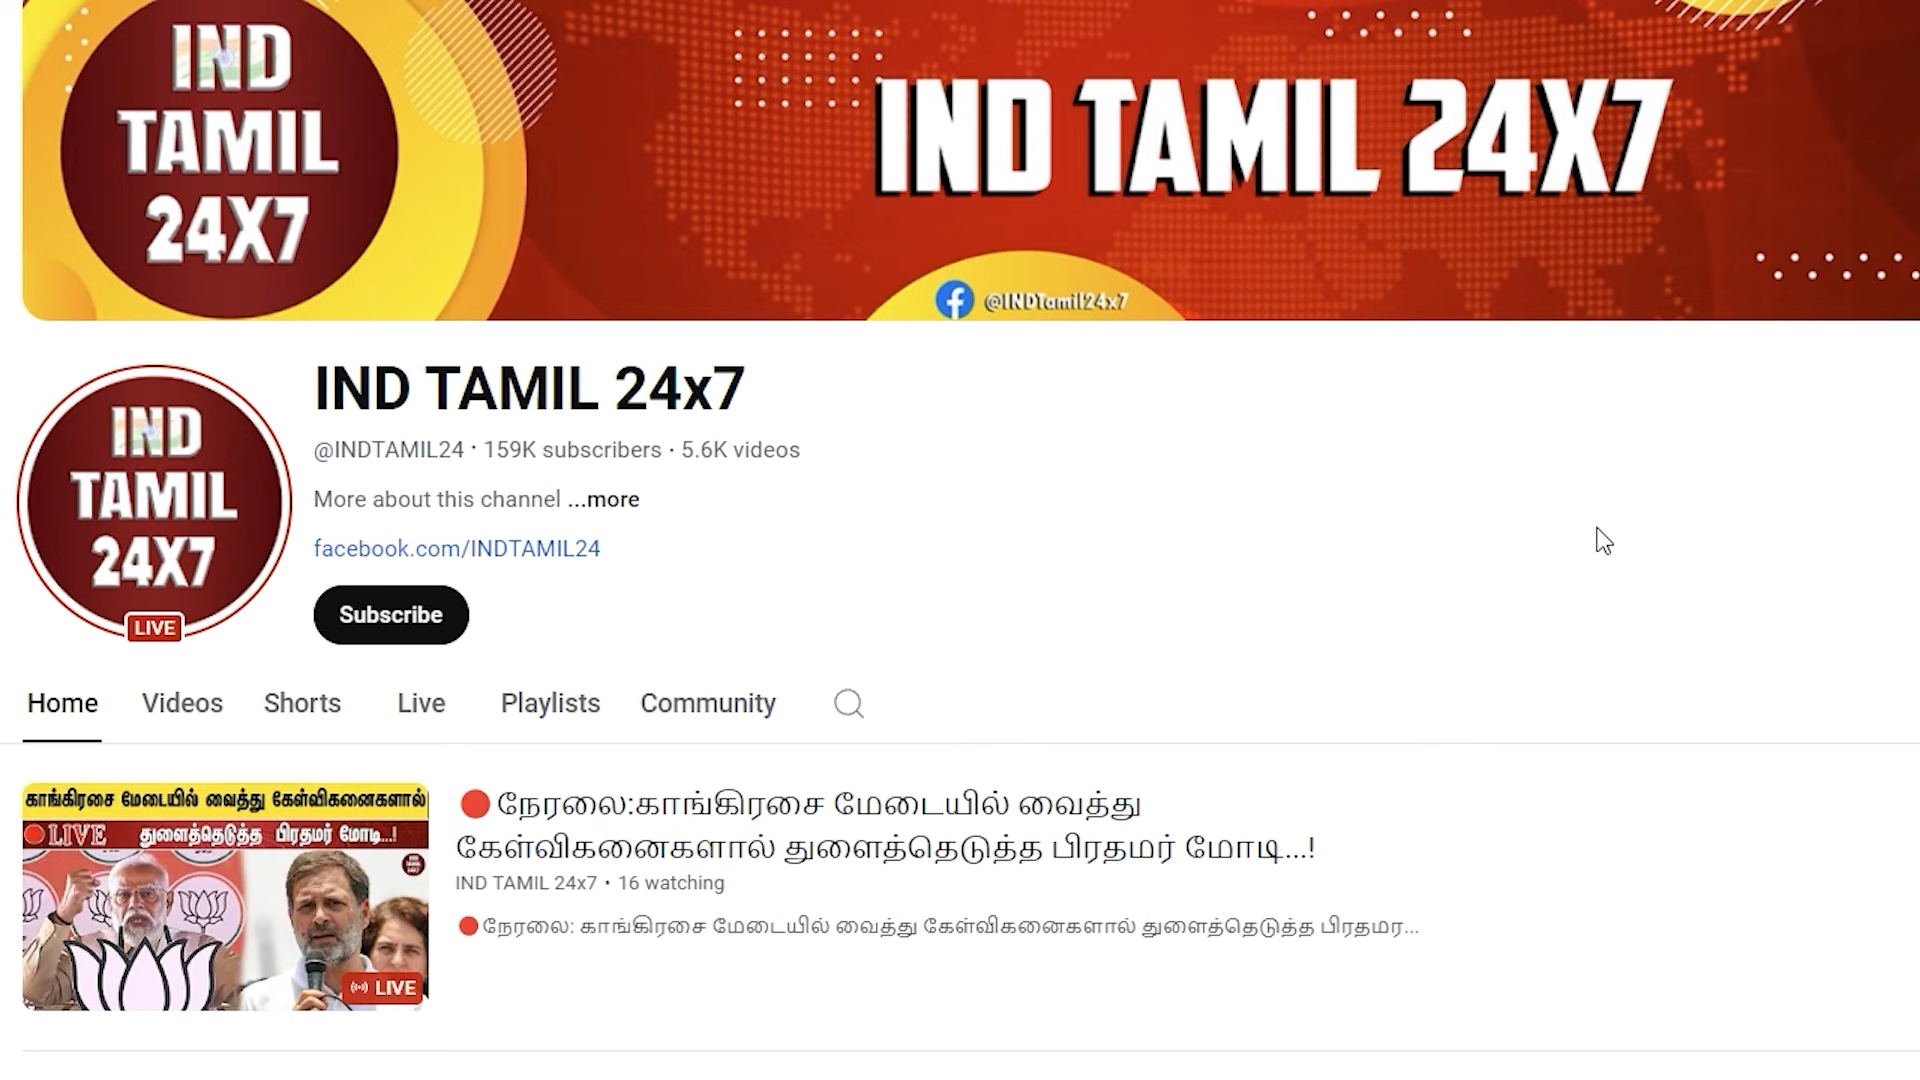 IND
TAMIL
24X7
IND TAMIL 24X7
@INDTamil24x7
IND
TAMIL
24X7
LIVE
IND TAMIL 24x7
@INDTAMIL24 · 159K subscribers · 5.6K videos
More about this channel ...more
facebook.com/INDTAMIL24
Subscribe
Home Videos Shorts Live Playlists Community
காங்கிரசை மேடையில் வைத்து கேள்விகனைகளால்
LIVE துளைத்தெடுத்த பிரதமர் மோடி...!
LIVE
நேரலை:காங்கிரசை மேடையில் வைத்து
கேள்விகனைகளால் துளைத்தெடுத்த பிரதமர் மோடி...!
IND TAMIL 24x7 • 16 watching
நேரலை: காங்கிரசை மேடையில் வைத்து கேள்விகனைகளால் துளைத்தெடுத்த பிரதமர...